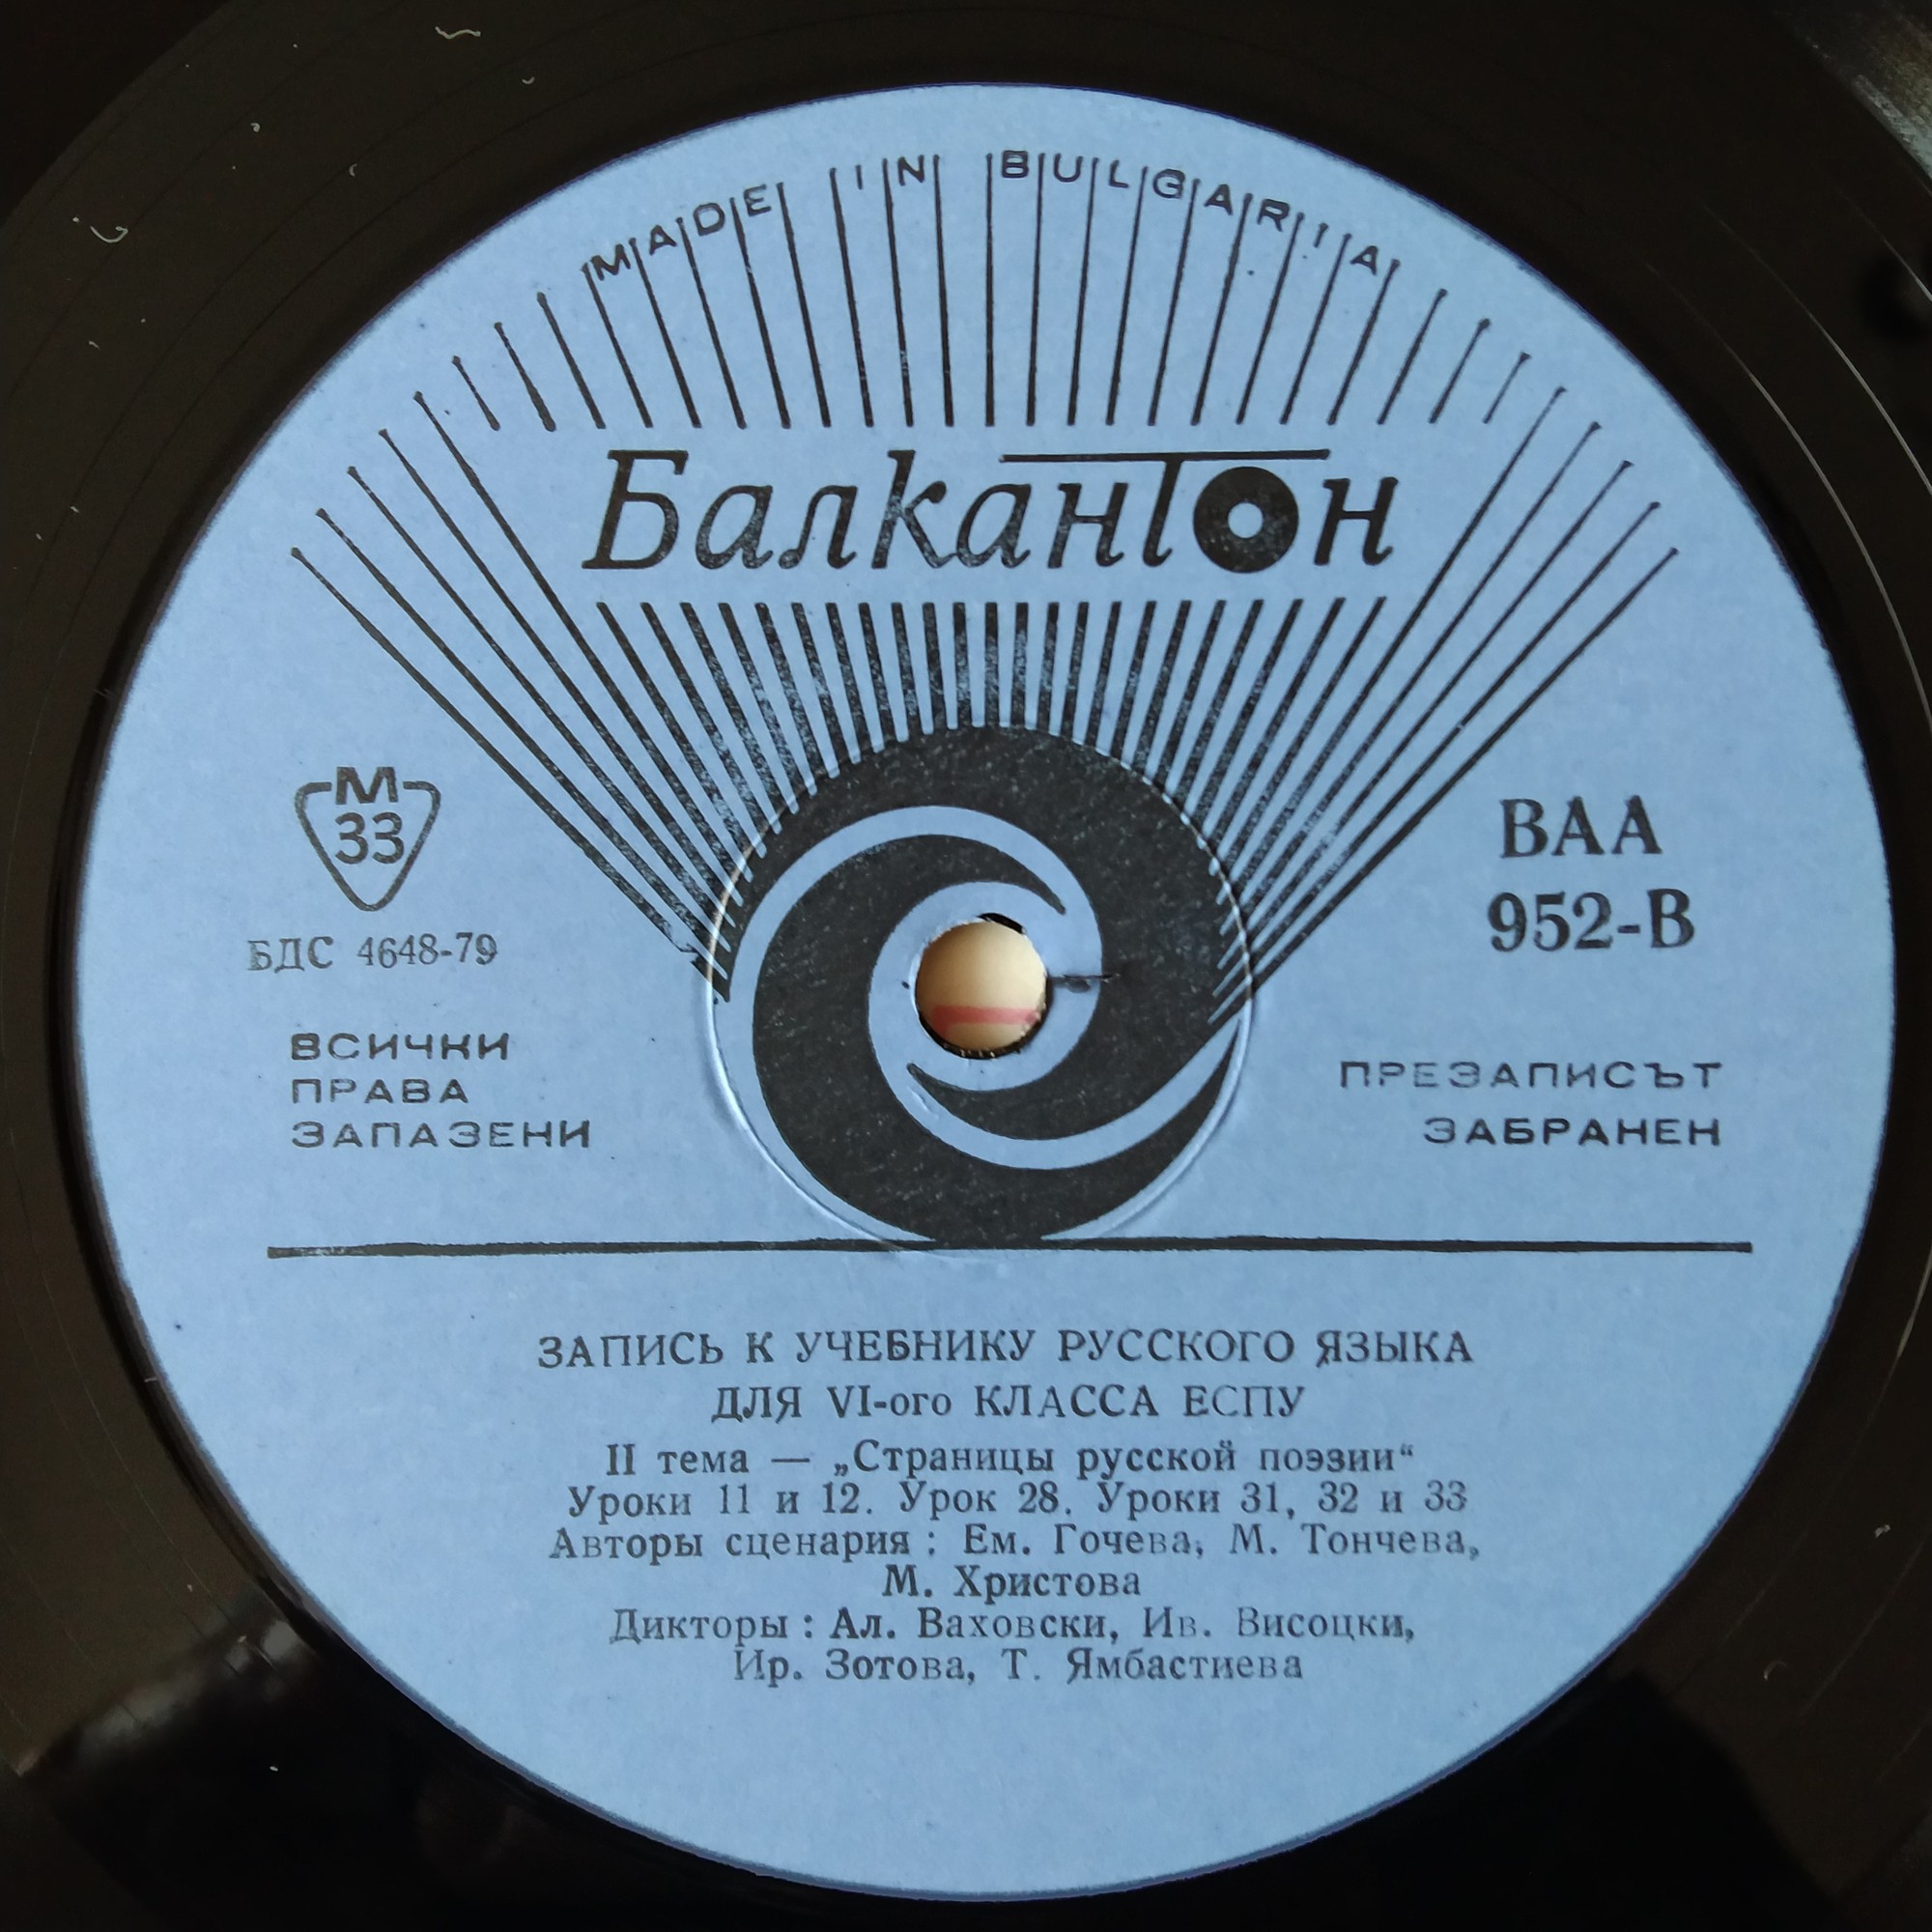 MADE IN BULGARIA
Балкантон
М
33
БДС 4648-79
ВСИЧКИ
ПРАВА
ЗАПАЗЕНИ
ВАА
952-В
ПРЕЗАПИСЪТ
ЗАБРАНЕН
ЗАПИСЬ К УЧЕБНИКУ РУССКОГО ЯЗЫКА
ДЛЯ VI-ого КЛАССА ЕСПУ
II тема — „Страницы русской поэзии“
Уроки 11 и 12. Урок 28. Уроки 31, 32 и 33
Авторы сценария : Ем. Гочева, М. Тончева,
М. Христова
Дикторы : Ал. Ваховски, Ив. Височки,
Ир. Зотова, Т. Ямбастиева